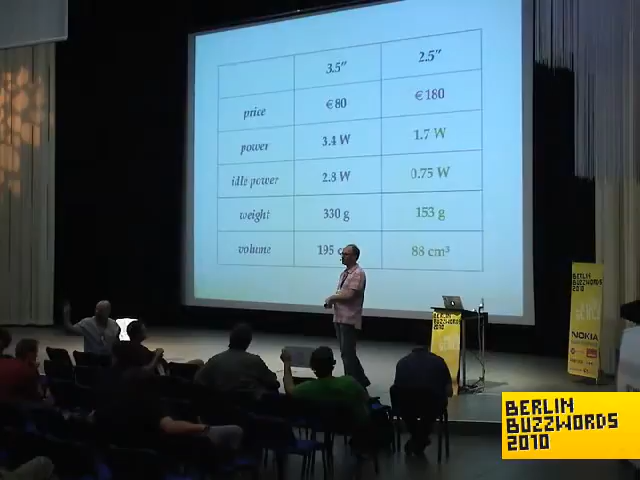 3.5″ 2.5″
price €80 €180
power 3.4 W 1.7 W
idle power 2.3 W 0.75 W
weight 330 g 153 g
volume 195 88 cm³
BERLIN
BUZZWORDS
2010
NOKIA
BERLIN
BUZZWORDS
2010